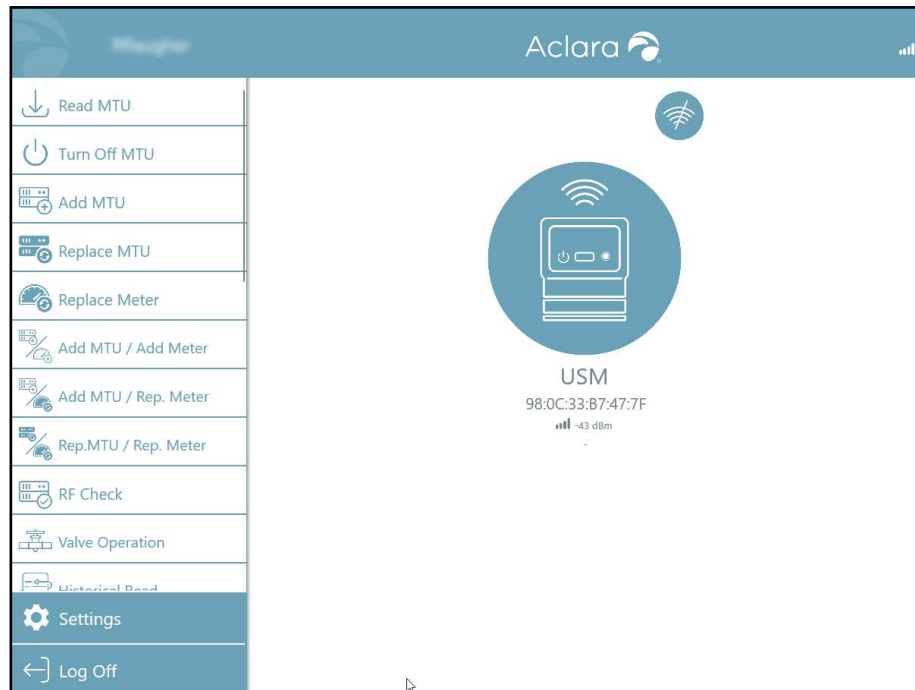 Aclara
Read MTU
Turn Off MTU
Add MTU
Replace MTU
Replace Meter
Add MTU / Add Meter
Add MTU / Rep. Meter
Rep.MTU / Rep. Meter
RF Check
Valve Operation
Historical Read
Settings
Log Off
USM
98:0C:33:B7:47:7F
-43 dBm
-